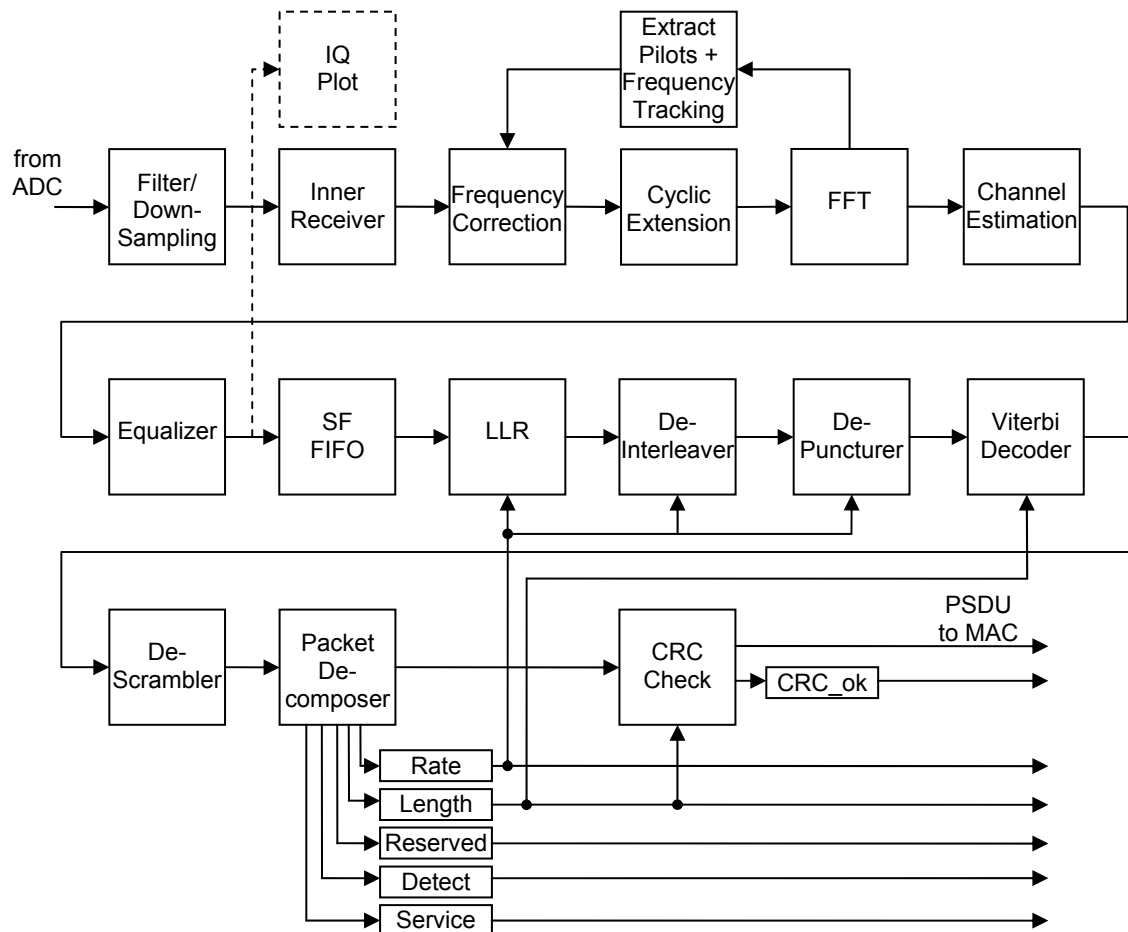 IQ
Plot
Extract
Pilots +
Frequency
Tracking
from
ADC
Filter/
Down-
Sampling
Inner
Receiver
Frequency
Correction
Cyclic
Extension
FFT
Channel
Estimation
Equalizer
SF
FIFO
LLR
De-
Interleaver
De-
Puncturer
Viterbi
Decoder
De-
Scrambler
Packet
De-
composer
CRC
Check
PSDU
to MAC
CRC_ok
Rate
Length
Reserved
Detect
Service